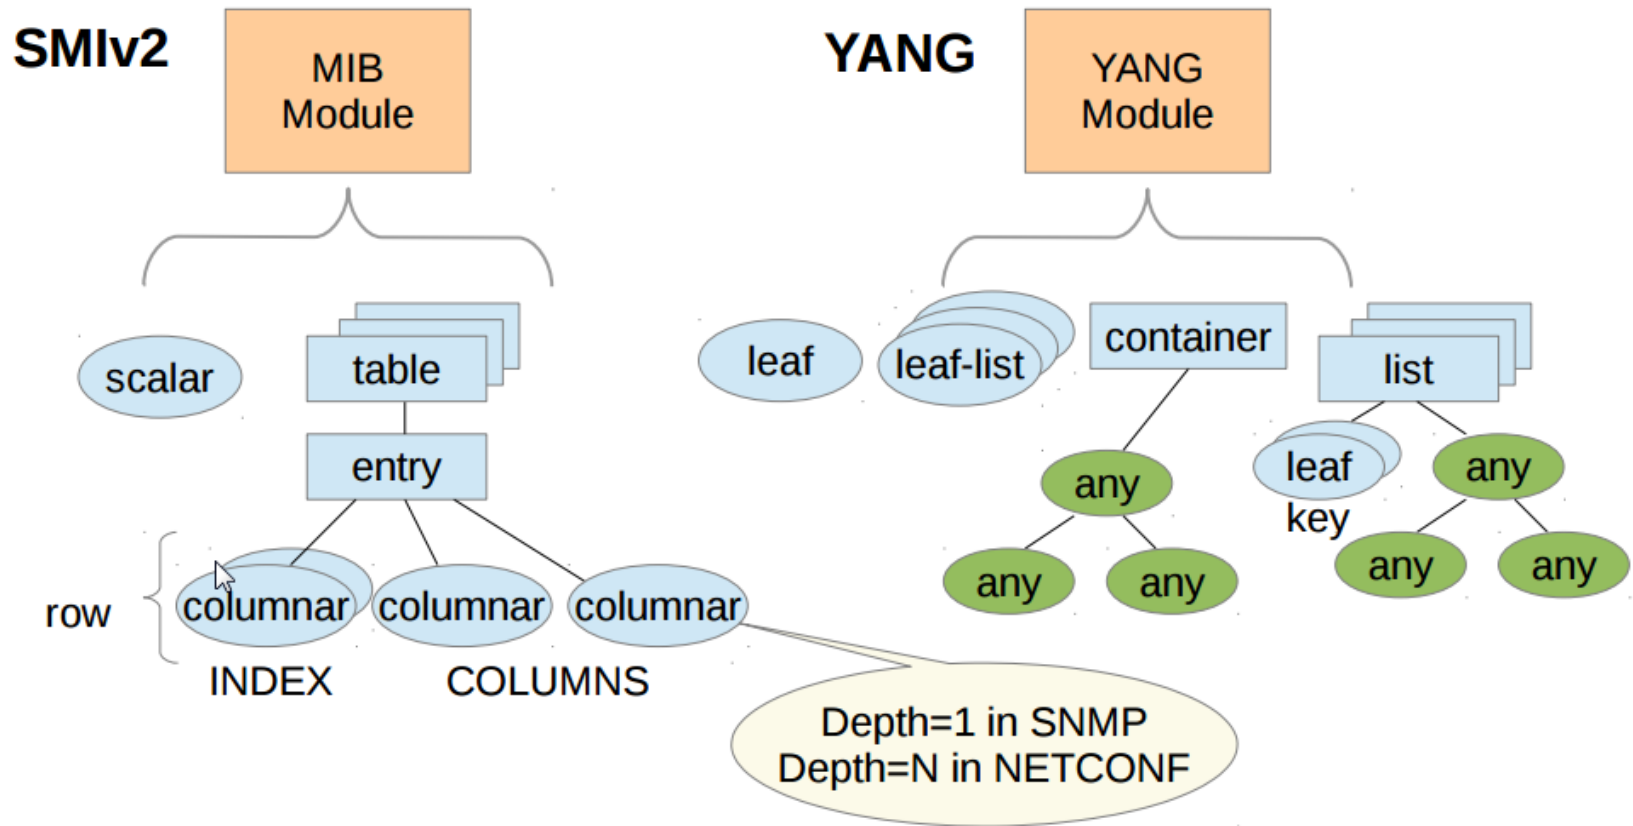 SMIv2
MIB
Module
scalar
table
entry
row
columnar
columnar
columnar
INDEX
COLUMNS
YANG
YANG
Module
leaf
leaf-list
container
list
any
any
any
leaf
key
any
any
any
Depth=1 in SNMP
Depth=N in NETCONF